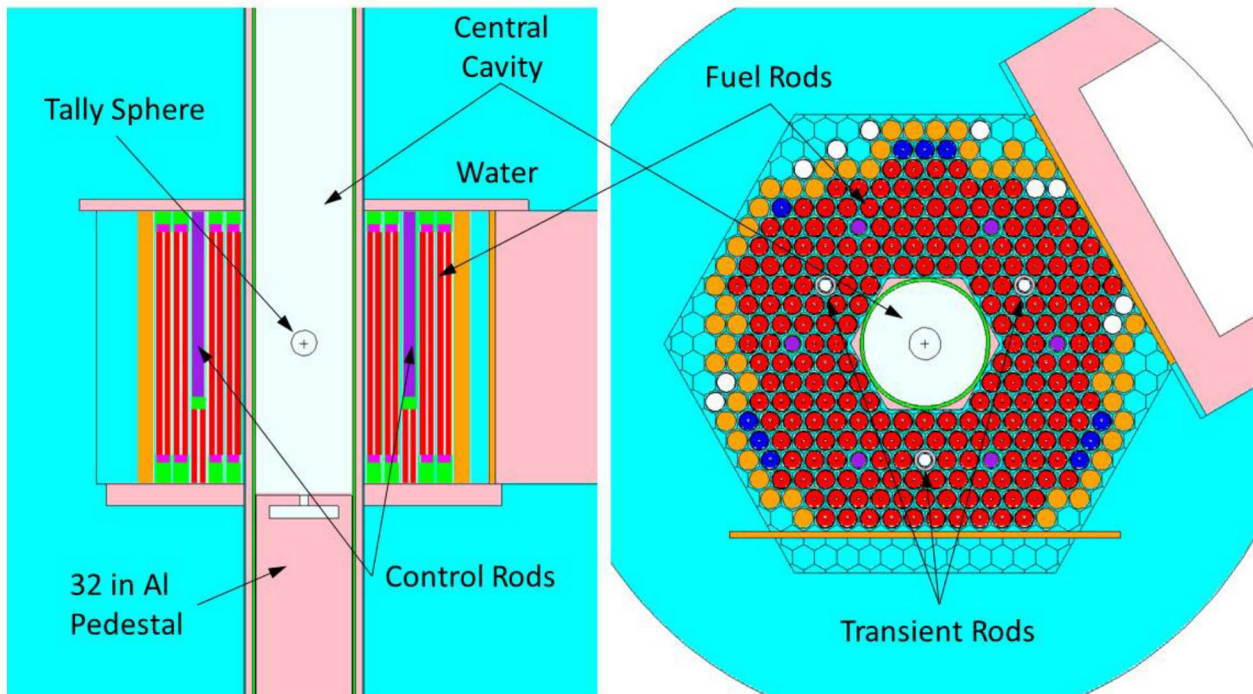 Central
Cavity
Tally Sphere
Fuel Rods
Water
32 in Al
Pedestal
Control Rods
Transient Rods